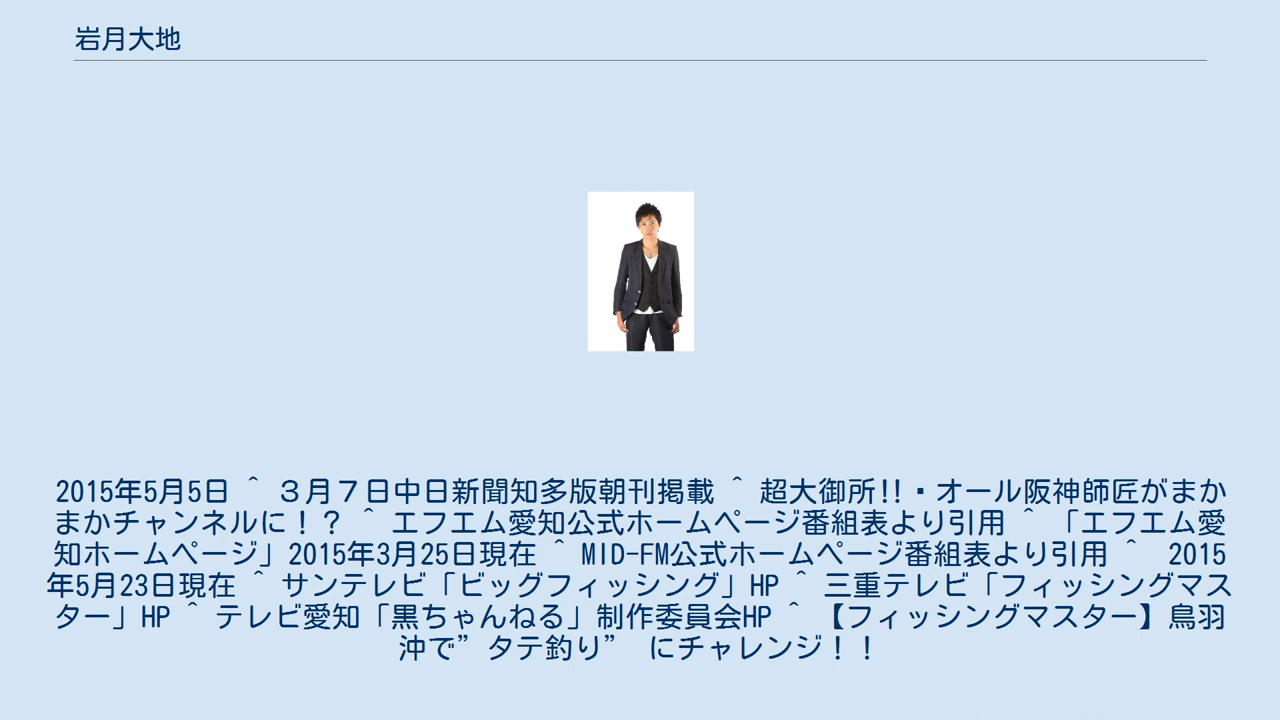 岩月大地
2015年5月5日 ^ ３月７日中日新聞知多版朝刊掲載 ^ 超大御所!!・オール阪神師匠がまか
まかチャンネルに！？ ^ エフエム愛知公式ホームページ番組表より引用 ^ 「エフエム愛
知ホームページ」2015年3月25日現在 ^ MID-FM公式ホームページ番組表より引用 ^　2015
年5月23日現在 ^ サンテレビ「ビッグフィッシング」HP ^ 三重テレビ「フィッシングマス
ター」HP ^ テレビ愛知「黒ちゃんねる」制作委員会HP ^ 【フィッシングマスター】鳥羽
沖で”タテ釣り”　にチャレンジ！！